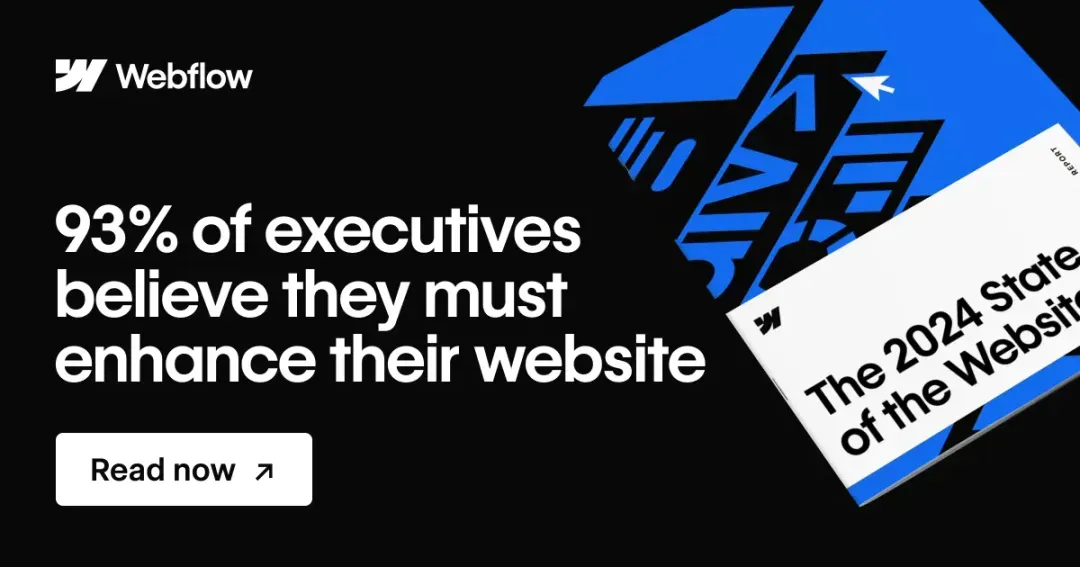 Webflow
93% of executives
believe they must
enhance their website
Read now ↗
REPORT
The 2024 State
of the Website